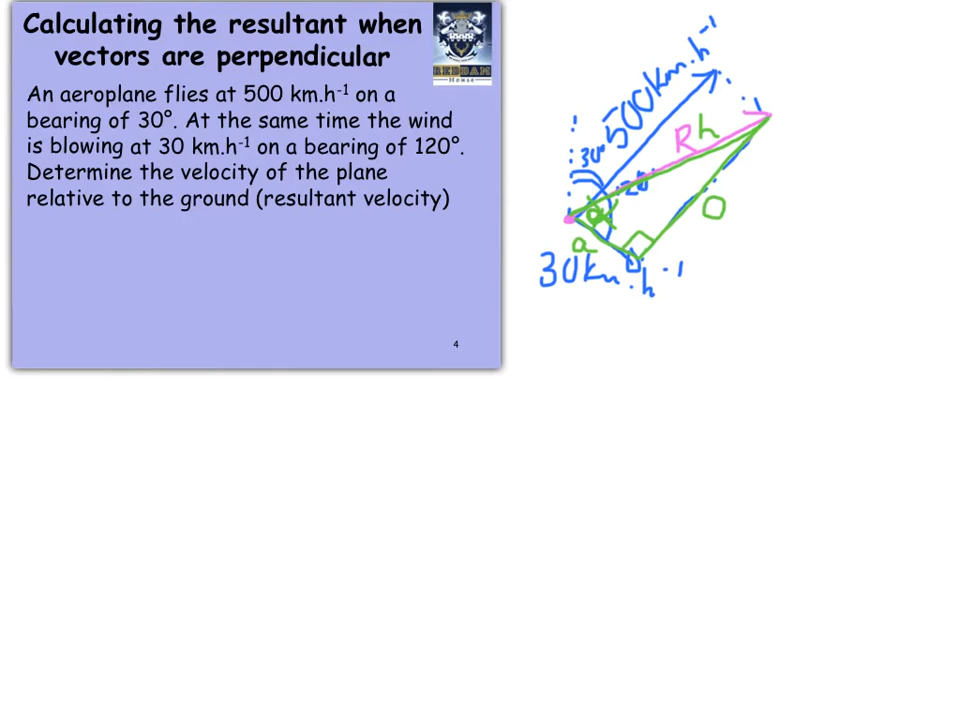 Calculating the resultant when
vectors are perpendicular
REDDAM
House
An aeroplane flies at 500 km.h⁻¹ on a
bearing of 30°. At the same time the wind
is blowing at 30 km.h⁻¹ on a bearing of 120°.
Determine the velocity of the plane
relative to the ground (resultant velocity)
4
500km.h⁻¹
30°
R h
O
a
30km.h⁻¹